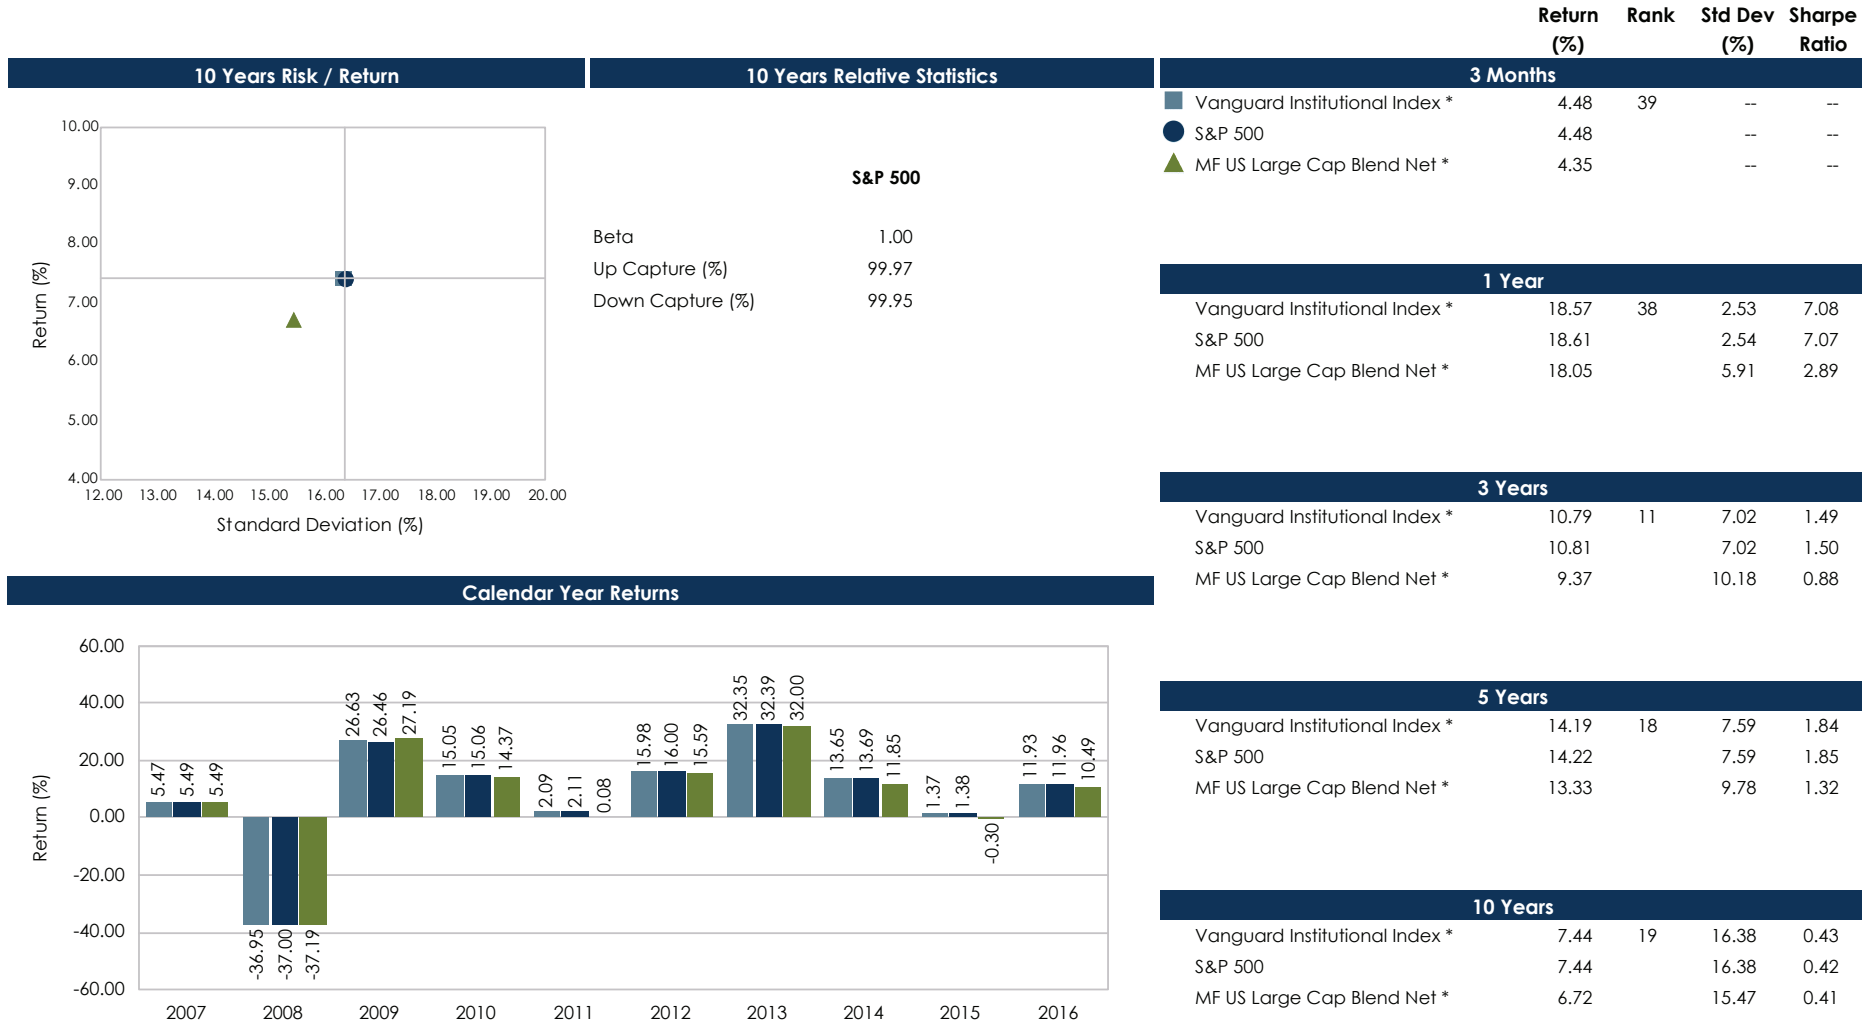 Return Rank Std Dev Sharpe
(%) (%) Ratio
10 Years Risk / Return
10.00
9.00
8.00
7.00
6.00
5.00
4.00
Return (%)
12.00 13.00 14.00 15.00 16.00 17.00 18.00 19.00 20.00
Standard Deviation (%)
10 Years Relative Statistics
S&P 500
Beta 1.00
Up Capture (%) 99.97
Down Capture (%) 99.95
3 Months
Vanguard Institutional Index * 4.48 39 -- --
S&P 500 4.48 -- --
MF US Large Cap Blend Net * 4.35 -- --
1 Year
Vanguard Institutional Index * 18.57 38 2.53 7.08
S&P 500 18.61 2.54 7.07
MF US Large Cap Blend Net * 18.05 5.91 2.89
3 Years
Vanguard Institutional Index * 10.79 11 7.02 1.49
S&P 500 10.81 7.02 1.50
MF US Large Cap Blend Net * 9.37 10.18 0.88
5 Years
Vanguard Institutional Index * 14.19 18 7.59 1.84
S&P 500 14.22 7.59 1.85
MF US Large Cap Blend Net * 13.33 9.78 1.32
10 Years
Vanguard Institutional Index * 7.44 19 16.38 0.43
S&P 500 7.44 16.38 0.42
MF US Large Cap Blend Net * 6.72 15.47 0.41
Calendar Year Returns
60.00
40.00
20.00
0.00
-20.00
-40.00
-60.00
Return (%)
5.47 5.49 5.49
-36.95 -37.00 -37.19
26.63 26.46 27.19
15.05 15.06 14.37
2.09 2.11 0.08
15.98 16.00 15.59
32.35 32.39 32.00
13.65 13.69 11.85
1.37 1.38 -0.30
11.93 11.96 10.49
2007 2008 2009 2010 2011 2012 2013 2014 2015 2016